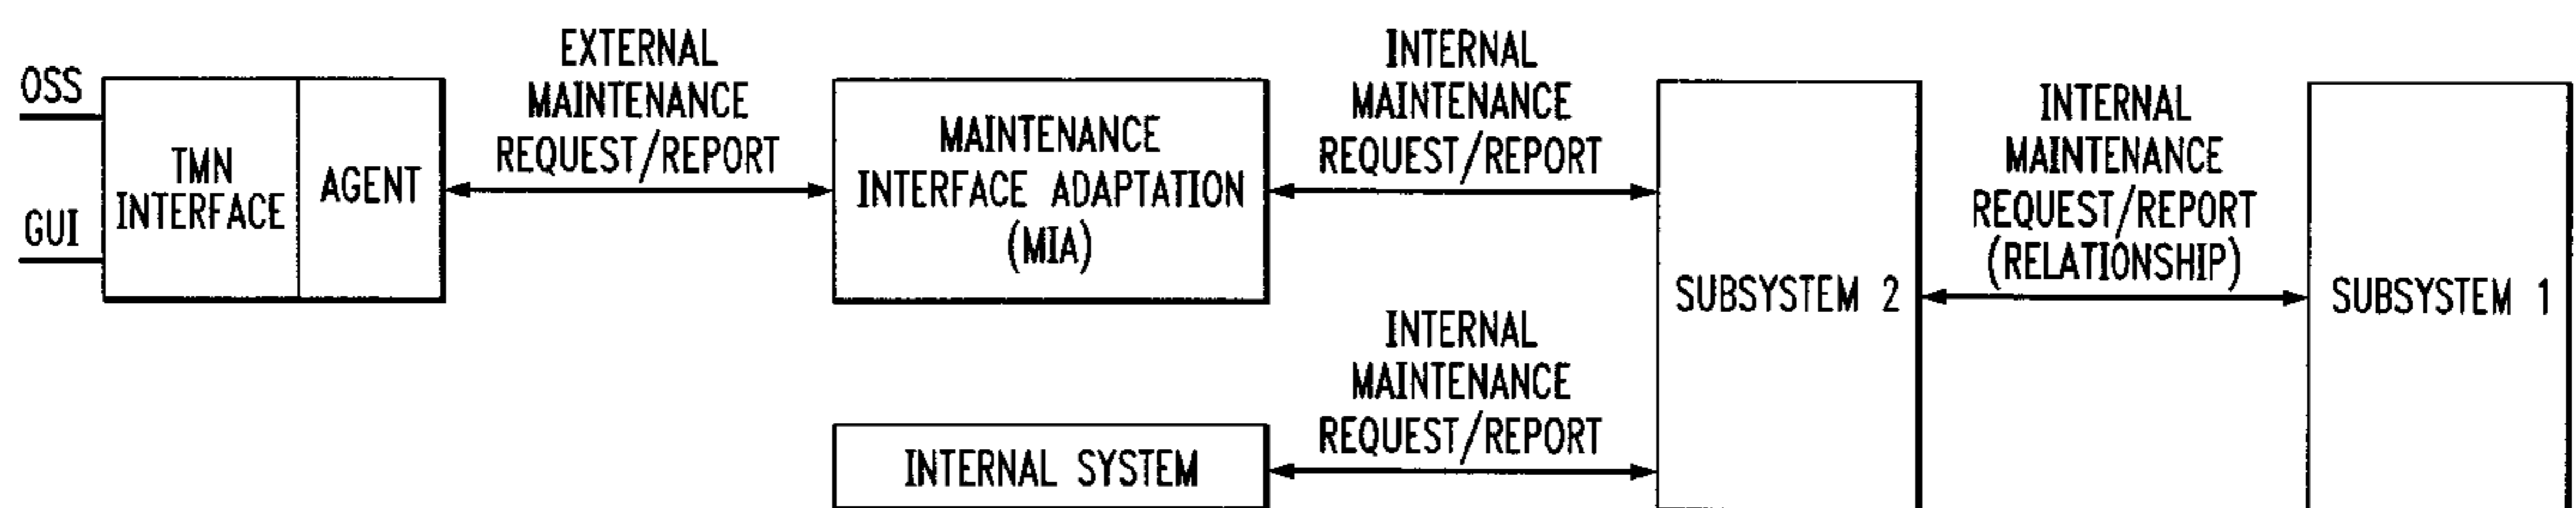 OSS
GUI
TMN
INTERFACE
AGENT
EXTERNAL
MAINTENANCE
REQUEST/REPORT
MAINTENANCE
INTERFACE ADAPTATION
(MIA)
INTERNAL
MAINTENANCE
REQUEST/REPORT
INTERNAL SYSTEM
INTERNAL
MAINTENANCE
REQUEST/REPORT
SUBSYSTEM 2
INTERNAL
MAINTENANCE
REQUEST/REPORT
(RELATIONSHIP)
SUBSYSTEM 1